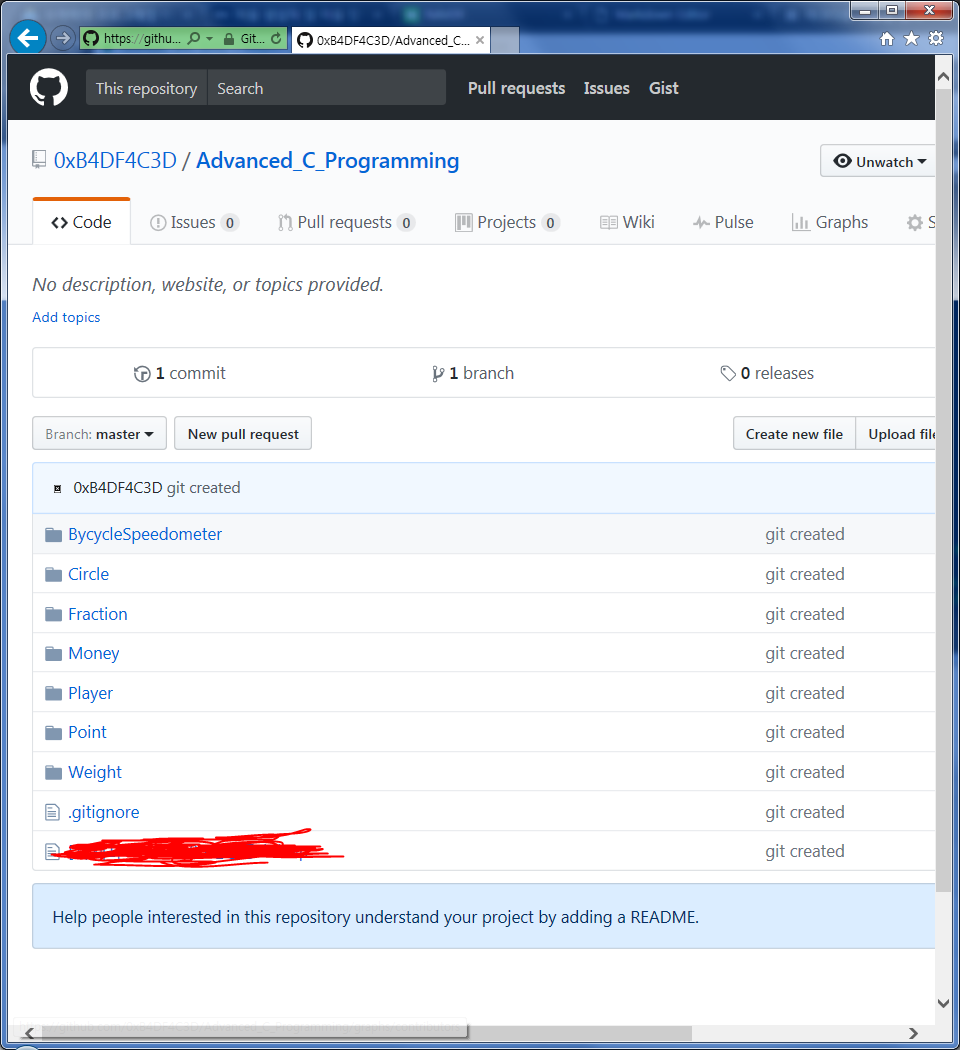 https://githu... Git... 0xB4DF4C3D/Advanced_C_...
This repository Search Pull requests Issues Gist
0xB4DF4C3D / Advanced_C_Programming Unwatch
Code Issues 0 Pull requests 0 Projects 0 Wiki Pulse Graphs S
No description, website, or topics provided.
Add topics
1 commit 1 branch 0 releases
Branch: master New pull request Create new file Upload file
0xB4DF4C3D git created
BycycleSpeedometer git created
Circle git created
Fraction git created
Money git created
Player git created
Point git created
Weight git created
.gitignore git created
git created
Help people interested in this repository understand your project by adding a README.